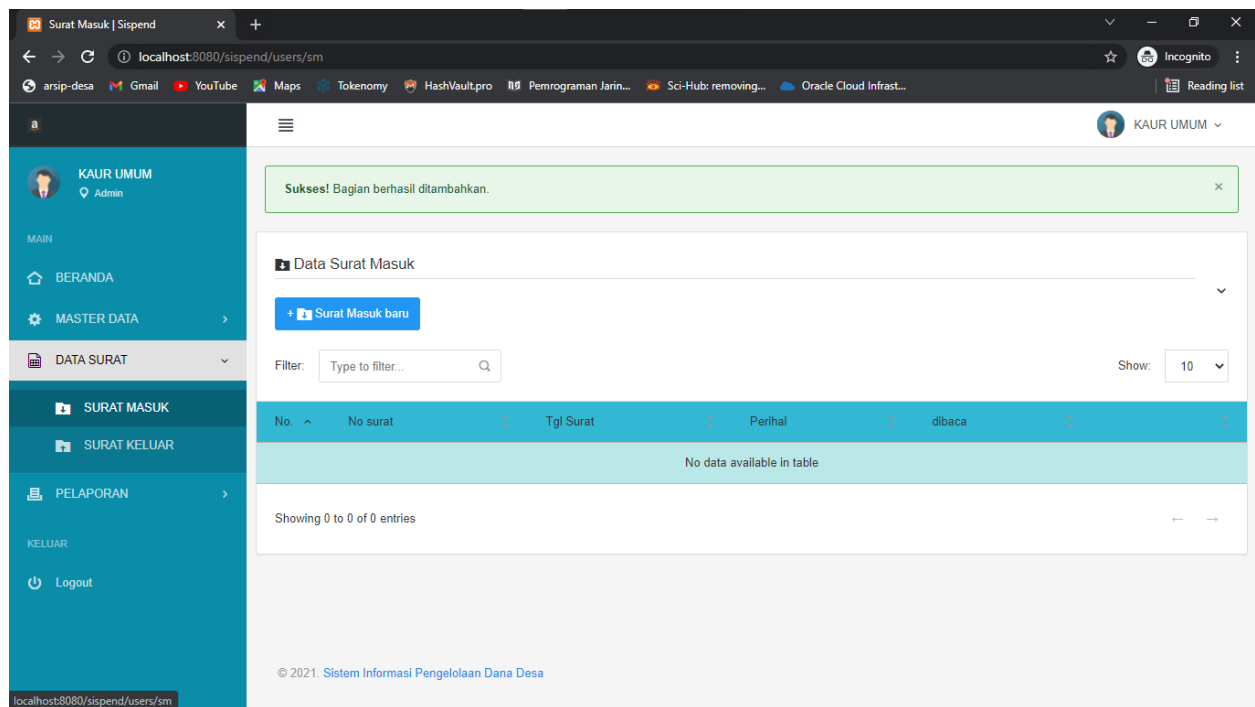 Surat Masuk | Sispend
localhost:8080/sispend/users/sm
Incognito
arsip-desa Gmail YouTube Maps Tokenomy HashVault.pro Pemrograman Jarin... Sci-Hub: removing... Oracle Cloud Infrast... Reading list
a
KAUR UMUM
KAUR UMUM
Admin
Sukses! Bagian berhasil ditambahkan.
MAIN
BERANDA
MASTER DATA
DATA SURAT
SURAT MASUK
SURAT KELUAR
PELAPORAN
KELUAR
Logout
Data Surat Masuk
+ Surat Masuk baru
Filter: Type to filter... Show: 10
No. No surat Tgl Surat Perihal dibaca
No data available in table
Showing 0 to 0 of 0 entries
© 2021. Sistem Informasi Pengelolaan Dana Desa
localhost:8080/sispend/users/sm